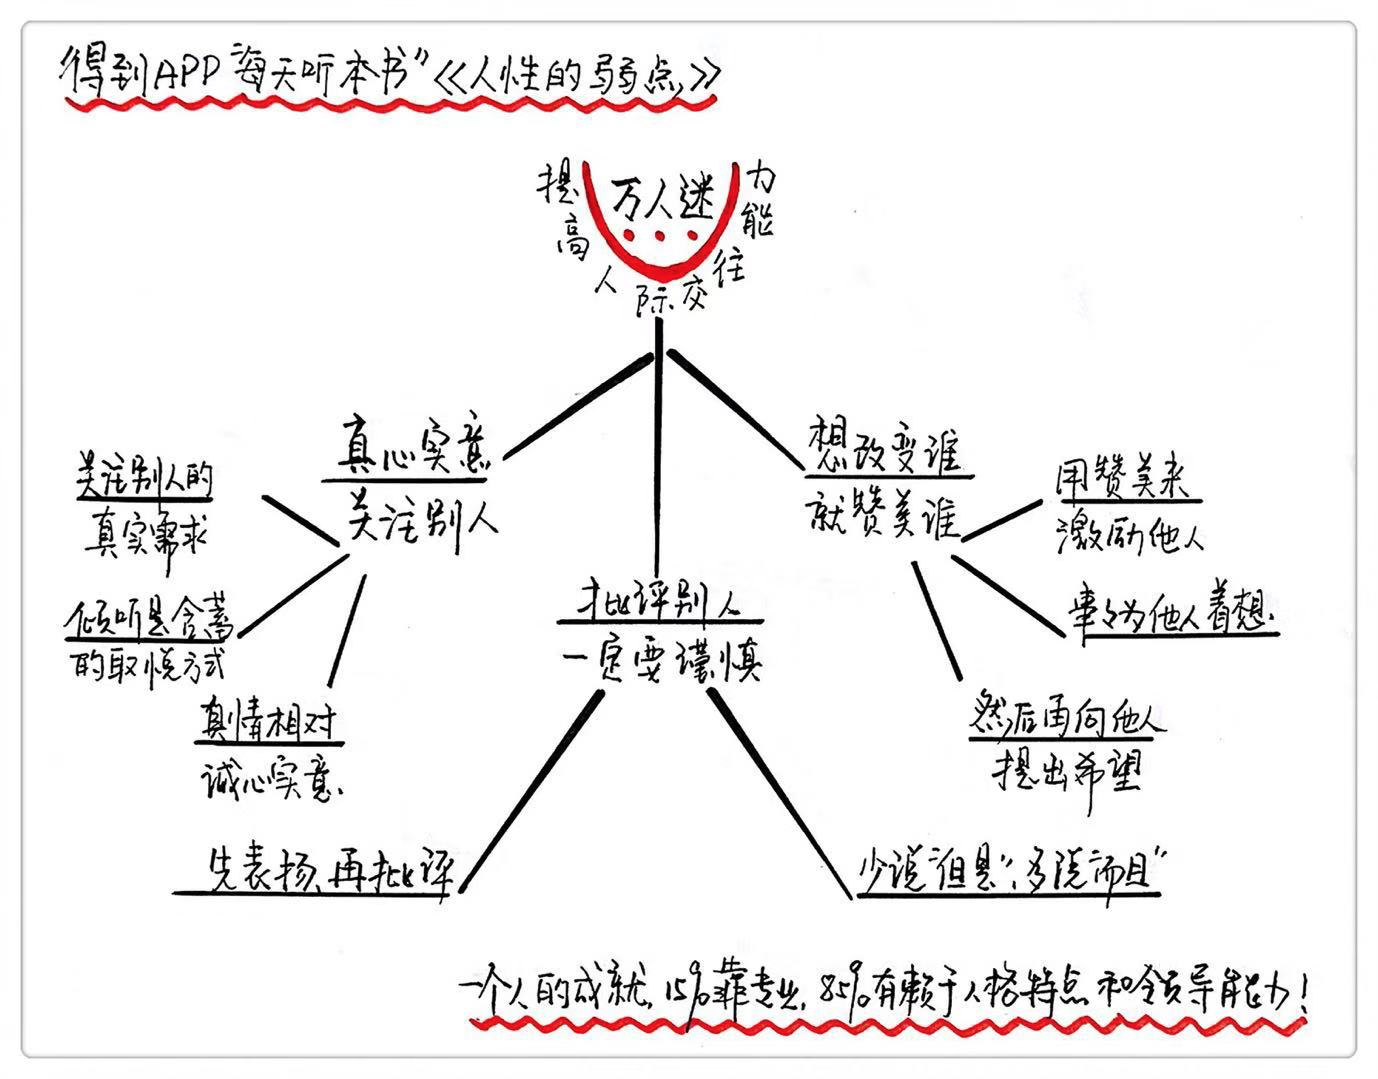 得到APP“每天听本书”《人性的弱点》
万人迷
提高人际交往能力
真心实意
关注别人
关注别人的
真实需求
倾听是含蓄
的取悦方式
真情相对
诚心实意.
批评别人
一定要谨慎
先表扬、再批评
少说“但是”,多说“而且”
想改变谁
就赞美谁
用赞美来
激励他人
事々为他人着想.
然后再向他人
提出希望
一个人的成就,15%靠专业,85%有赖于人格特点和领导能力!